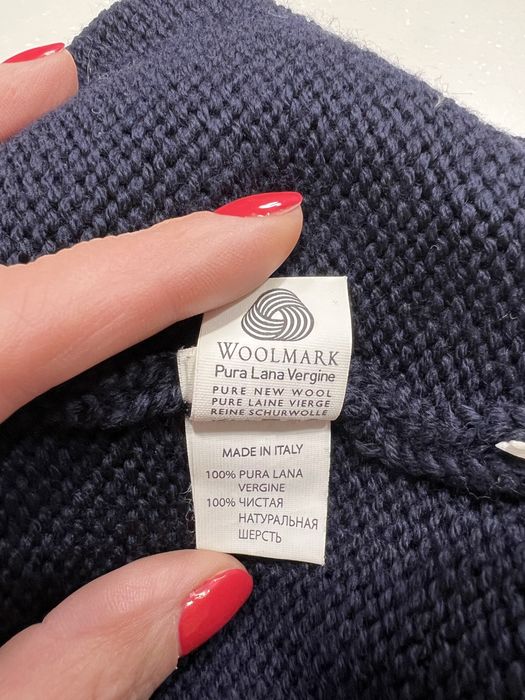 WOOLMARK
Pura Lana Vergine
PURE NEW WOOL
PURE LAINE VIERGE
REINE SCHURWOLLE
MADE IN ITALY
100% PURA LANA
VERGINE
100% ЧИСТАЯ
НАТУРАЛЬНАЯ
ШЕРСТЬ